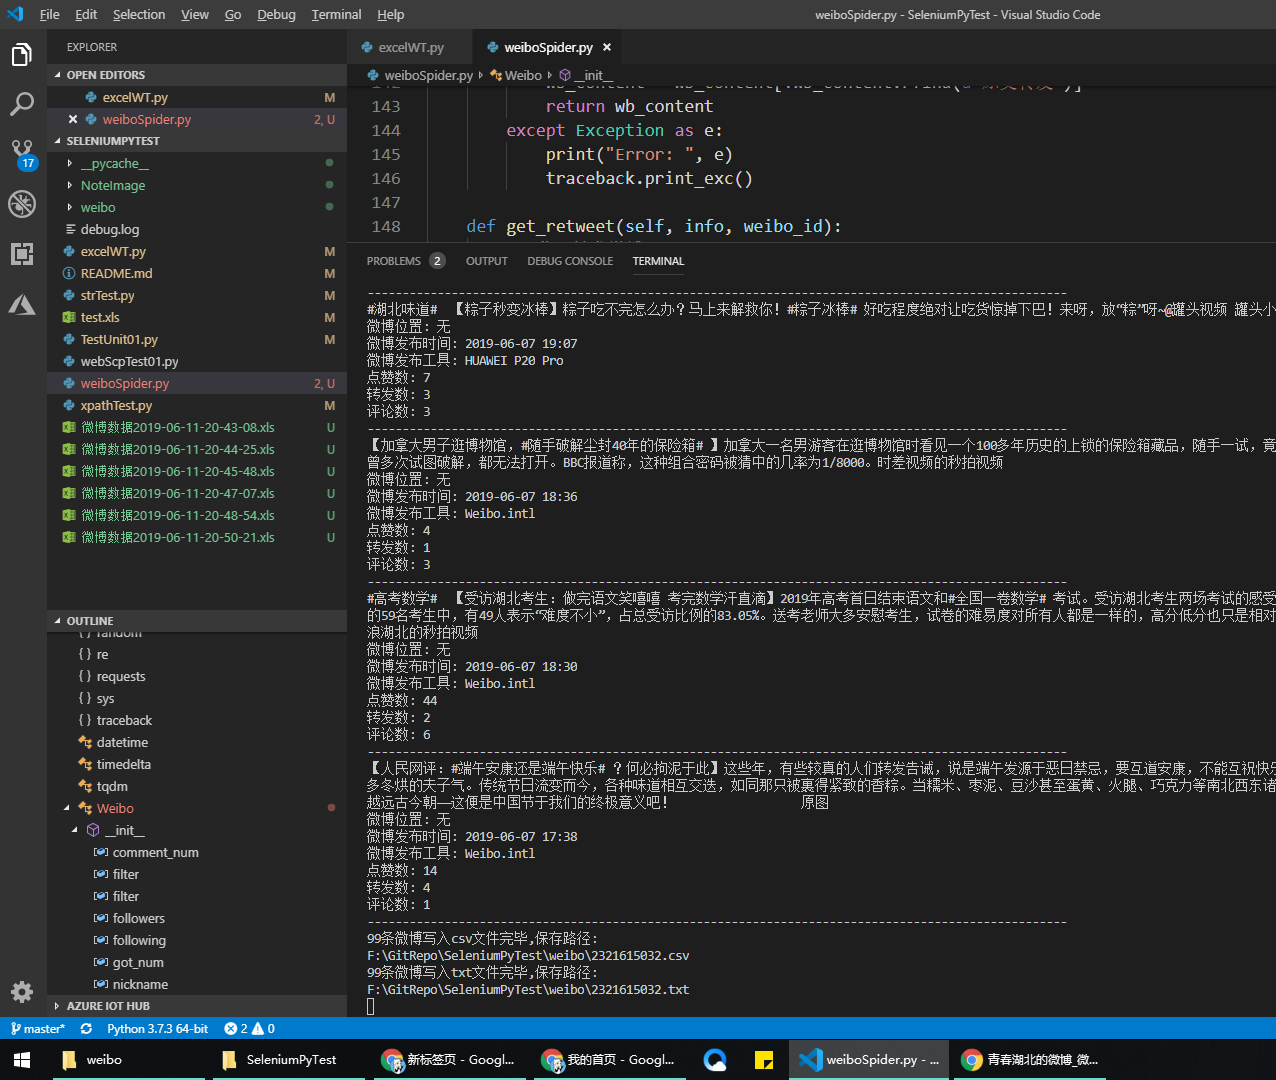 File Edit Selection View Go Debug Terminal Help
weiboSpider.py - SeleniumPyTest - Visual Studio Code
EXPLORER
OPEN EDITORS
excelWT.py M
weiboSpider.py 2, U
SELENIUMPYTEST
__pycache__
NoteImage
weibo
debug.log
excelWT.py M
README.md M
strTest.py M
test.xls M
TestUnit01.py M
webScpTest01.py
weiboSpider.py 2, U
xpathTest.py M
微博数据2019-06-11-20-43-08.xls U
微博数据2019-06-11-20-44-25.xls U
微博数据2019-06-11-20-45-48.xls U
微博数据2019-06-11-20-47-07.xls U
微博数据2019-06-11-20-48-54.xls U
微博数据2019-06-11-20-50-21.xls U
OUTLINE
random
{ } re
{ } requests
{ } sys
{ } traceback
datetime
timedelta
tqdm
Weibo
__init__
comment_num
filter
filter
followers
following
got_num
nickname
AZURE IOT HUB
17
excelWT.py weiboSpider.py
weiboSpider.py Weibo __init__
143 return wb_content
144 except Exception as e:
145 print("Error: ", e)
146 traceback.print_exc()
147
148 def get_retweet(self, info, weibo_id):
PROBLEMS 2 OUTPUT DEBUG CONSOLE TERMINAL
#湖北味道# 【粽子秒变冰棒】粽子吃不完怎么办？马上来解救你！#粽子冰棒# 好吃程度绝对让吃货惊掉下巴！来呀，放“粽”呀~@罐头视频 罐头小
微博位置: 无
微博发布时间: 2019-06-07 19:07
微博发布工具: HUAWEI P20 Pro
点赞数: 7
转发数: 3
评论数: 3
【加拿大男子逛博物馆，#随手破解尘封40年的保险箱# 】加拿大一名男游客在逛博物馆时看见一个100多年历史的上锁的保险箱藏品，随手一试，竟
曾多次试图破解，都无法打开。BBC报道称，这种组合密码被猜中的几率为1/8000。时差视频的秒拍视频
微博位置: 无
微博发布时间: 2019-06-07 18:36
微博发布工具: Weibo.intl
点赞数: 4
转发数: 1
评论数: 3
#高考数学# 【受访湖北考生：做完语文笑嘻嘻 考完数学汗直滴】2019年高考首日结束语文和#全国一卷数学# 考试。受访湖北考生两场考试的感受
的59名考生中，有49人表示“难度不小”，占总受访比例的83.05%。送考老师大多安慰考生，试卷的难易度对所有人都是一样的，高分低分也只是相对
浪湖北的秒拍视频
微博位置: 无
微博发布时间: 2019-06-07 18:30
微博发布工具: Weibo.intl
点赞数: 44
转发数: 2
评论数: 6
【人民网评：#端午安康还是端午快乐# ？何必拘泥于此】这些年，有些较真的人们转发告诫，说是端午发源于恶日禁忌，要互道安康，不能互祝快乐
多冬烘的夫子气。传统节日流变而今，各种味道相互交迭，如同那只被裹得紧致的香粽。当糯米、枣泥、豆沙甚至蛋黄、火腿、巧克力等南北西东诸
越远古今朝—这便是中国节于我们的终极意义吧！ 原图
微博位置: 无
微博发布时间: 2019-06-07 17:38
微博发布工具: Weibo.intl
点赞数: 14
转发数: 4
评论数: 1
99条微博写入csv文件完毕,保存路径:
F:\GitRepo\SeleniumPyTest\weibo\2321615032.csv
99条微博写入txt文件完毕,保存路径:
F:\GitRepo\SeleniumPyTest\weibo\2321615032.txt
master* Python 3.7.3 64-bit 2 0
weibo SeleniumPyTest 新标签页 - Googl... 我的首页 - Googl... weiboSpider.py - ... 青春湖北的微博_微...